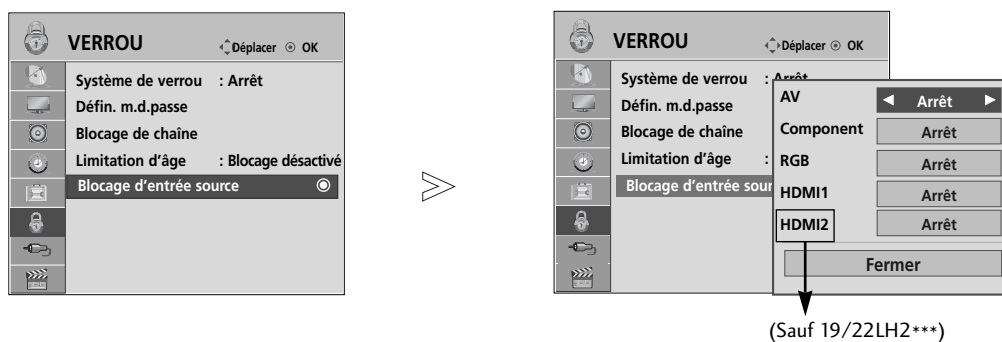 VERROU Déplacer OK
Système de verrou : Arrêt
Défin. m.d.passe
Blocage de chaîne
Limitation d'âge : Blocage désactivé
Blocage d'entrée source
VERROU Déplacer OK
Système de verrou : Arrêt
Défin. m.d.passe
Blocage de chaîne
Limitation d'âge :
Blocage d'entrée sour
AV Arrêt
Component Arrêt
RGB Arrêt
HDMI1 Arrêt
HDMI2 Arrêt
Fermer
(Sauf 19/22LH2***)